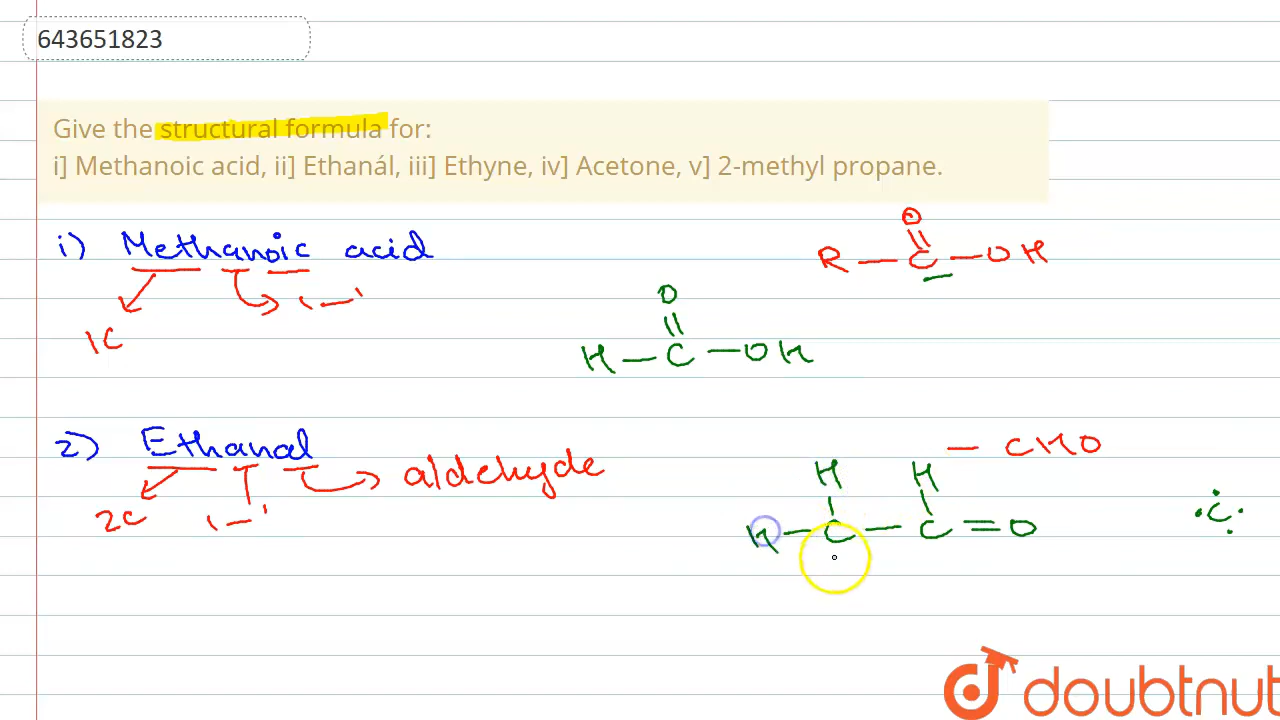 643651823
Give the structural formula for:
i] Methanoic acid, ii] Ethanál, iii] Ethyne, iv] Acetone, v] 2-methyl propane.
i) Methanoic acid
1C
'—'
O
||
R — C — OH
O
||
H — C — OH
2) Ethanal
2C
'—'
aldehyde
— CHO
H H
| |
H — C — C = O
C
doubtnut